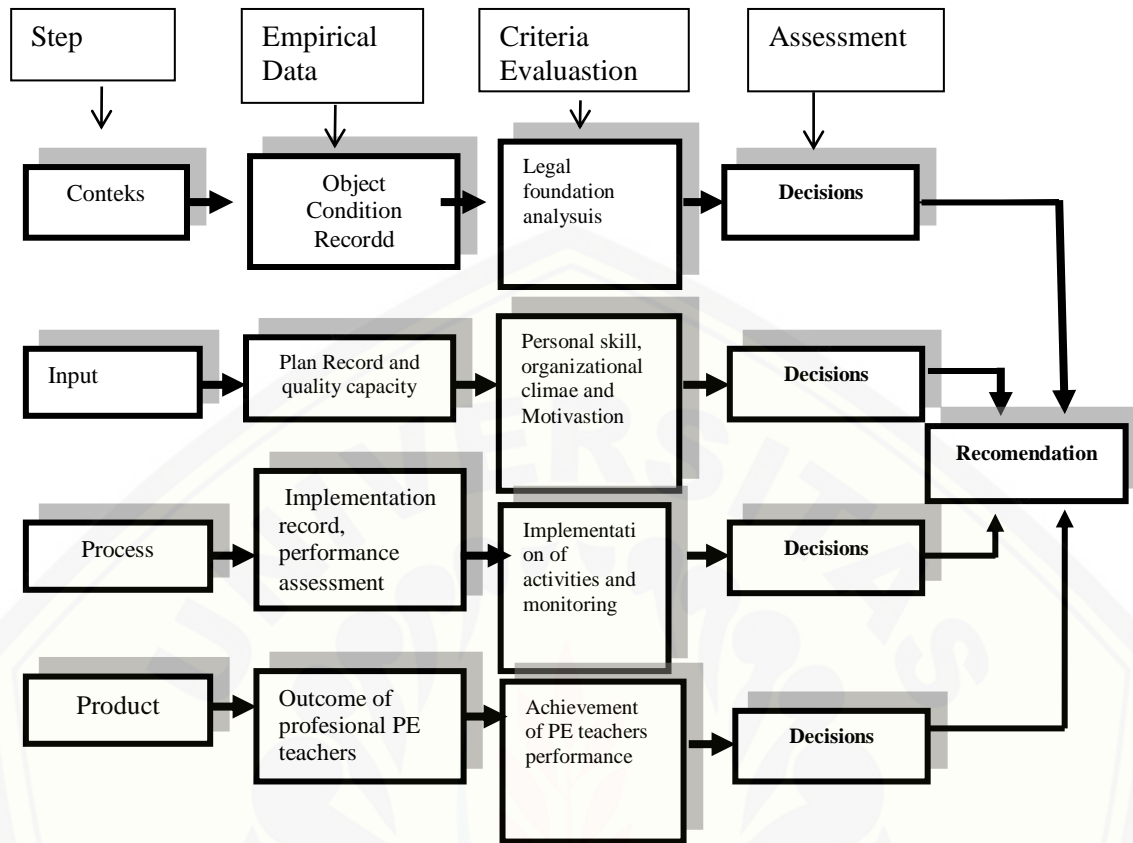 Step
Empirical
Data
Criteria
Evaluastion
Assessment
Conteks
Object
Condition
Recordd
Legal
foundation
analysuis
Decisions
Input
Plan Record and
quality capacity
Personal skill,
organizational
climae and
Motivastion
Decisions
Recomendation
Process
Implementation
record,
performance
assessment
Implementati
on of
activities and
monitoring
Decisions
Product
Outcome of
profesional PE
teachers
Achievement
of PE teachers
performance
Decisions
UNIVERSITAS